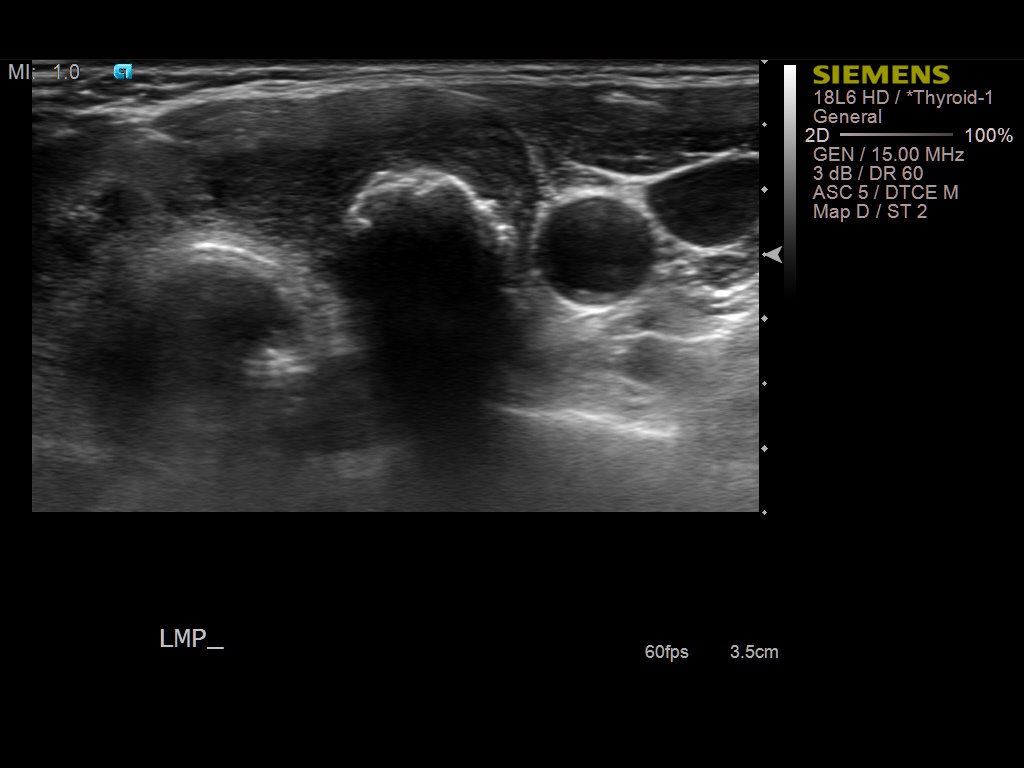 MI: 1.0
SIEMENS
18L6 HD / *Thyroid-1
General
2D 100%
GEN / 15.00 MHz
3 dB / DR 60
ASC 5 / DTCE M
Map D / ST 2
LMP_
60fps 3.5cm